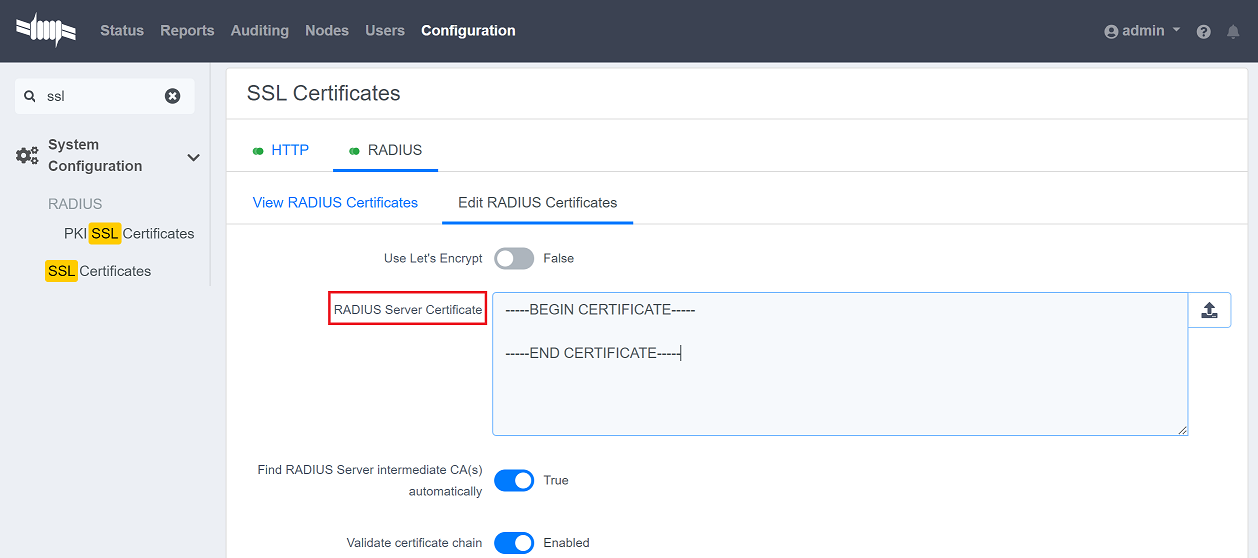 Status Reports Auditing Nodes Users Configuration admin
ssl
SSL Certificates
System
Configuration
RADIUS
PKI SSL Certificates
SSL Certificates
HTTP RADIUS
View RADIUS Certificates Edit RADIUS Certificates
Use Let's Encrypt False
RADIUS Server Certificate
-----BEGIN CERTIFICATE-----
-----END CERTIFICATE-----
Find RADIUS Server intermediate CA(s)
automatically
True
Validate certificate chain Enabled